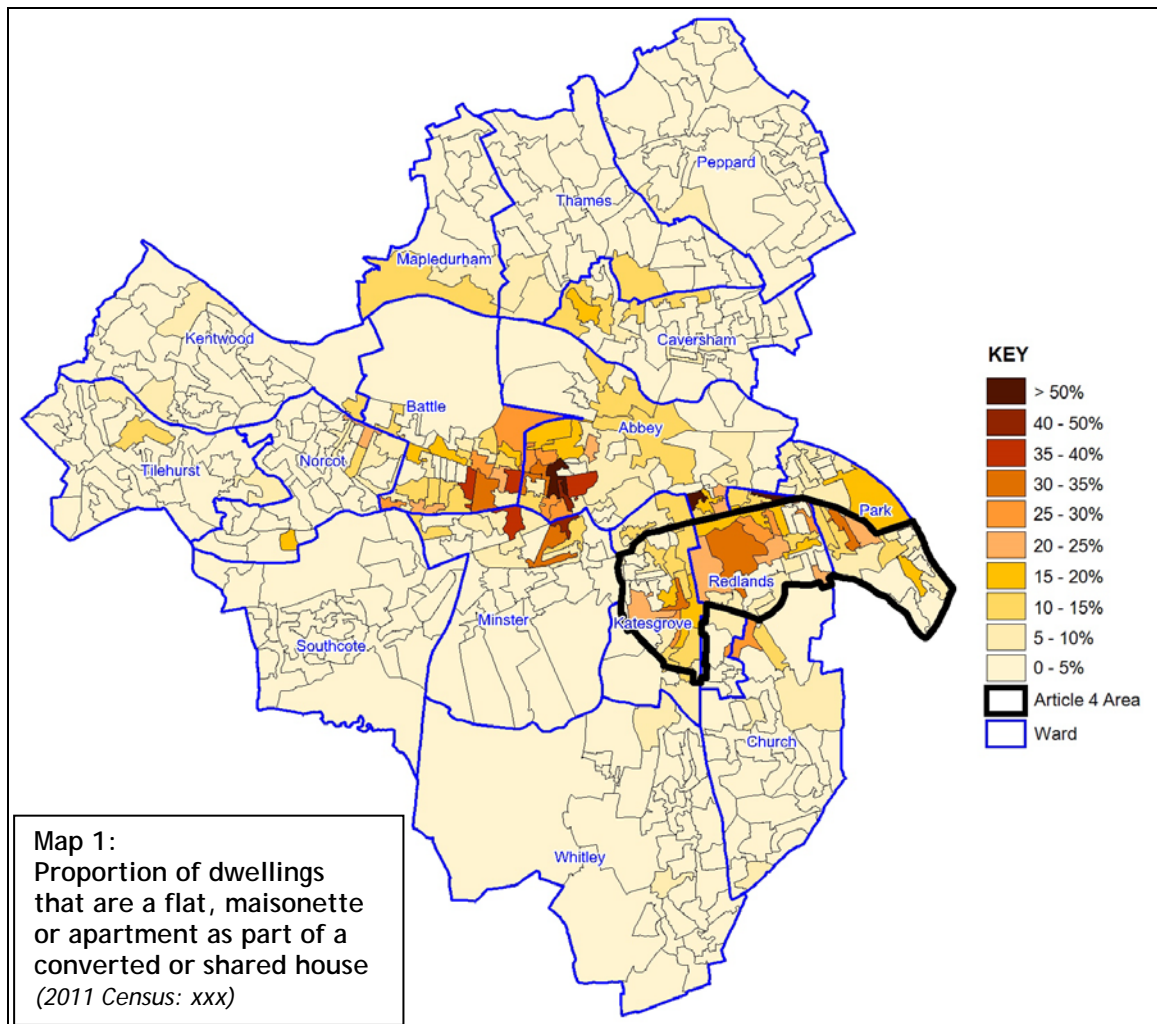 Peppard
Thames
Mapledurham
Kentwood
Caversham
Battle
Abbey
Tilehurst
Norcot
Park
Redlands
Minster
Katesgrove
Southcote
Church
Whitley
KEY
> 50%
40 - 50%
35 - 40%
30 - 35%
25 - 30%
20 - 25%
15 - 20%
10 - 15%
5 - 10%
0 - 5%
Article 4 Area
Ward
Map 1:
Proportion of dwellings
that are a flat, maisonette
or apartment as part of a
converted or shared house
(2011 Census: xxx)